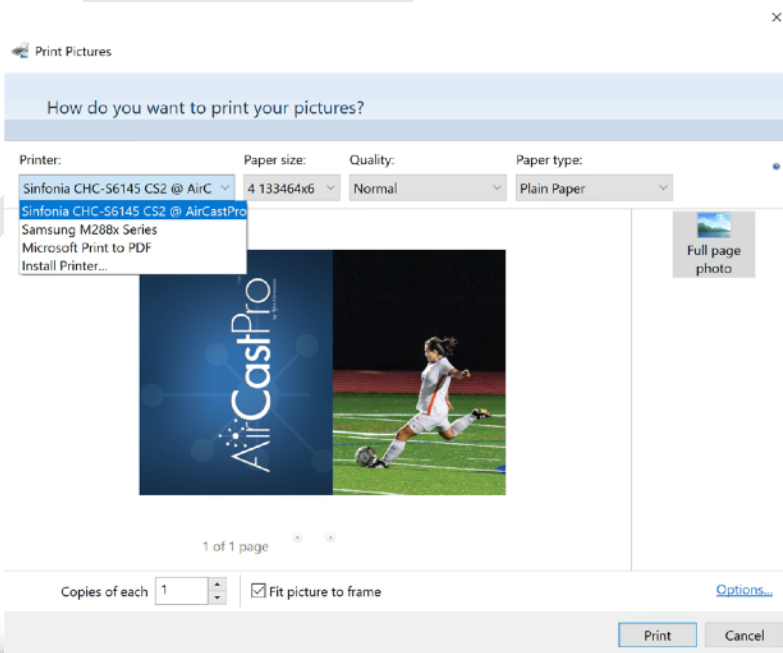 Print Pictures
How do you want to print your pictures?
Printer: Paper size: Quality: Paper type:
Sinfonia CHC-S6145 CS2 @ AirC 4 133464x6 Normal Plain Paper
Sinfonia CHC-S6145 CS2 @ AirCastPro
Samsung M288x Series
Microsoft Print to PDF
Install Printer...
Full page
photo
AirCastPro
1 of 1 page
Copies of each 1 Fit picture to frame Options...
Print Cancel